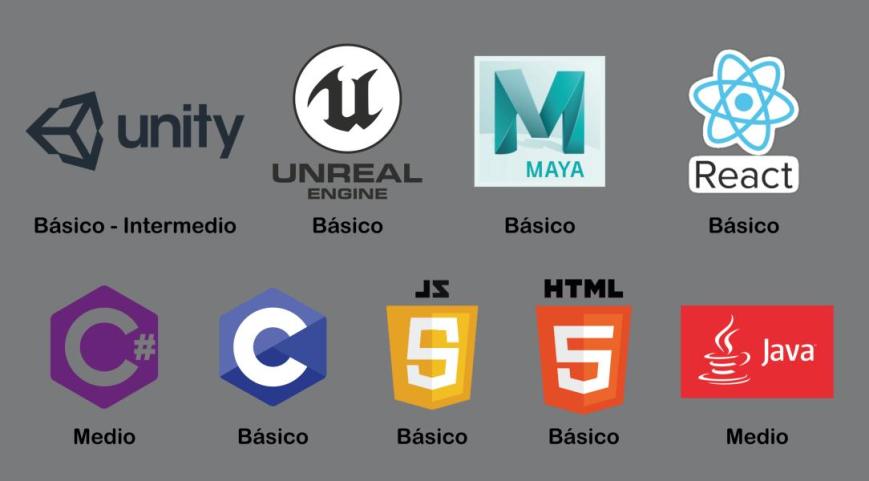 unity
UNREAL
ENGINE
MAYA
React
Básico - Intermedio
Básico
Básico
Básico
C#
C
JS
5
HTML
5
Java
Medio
Básico
Básico
Básico
Medio